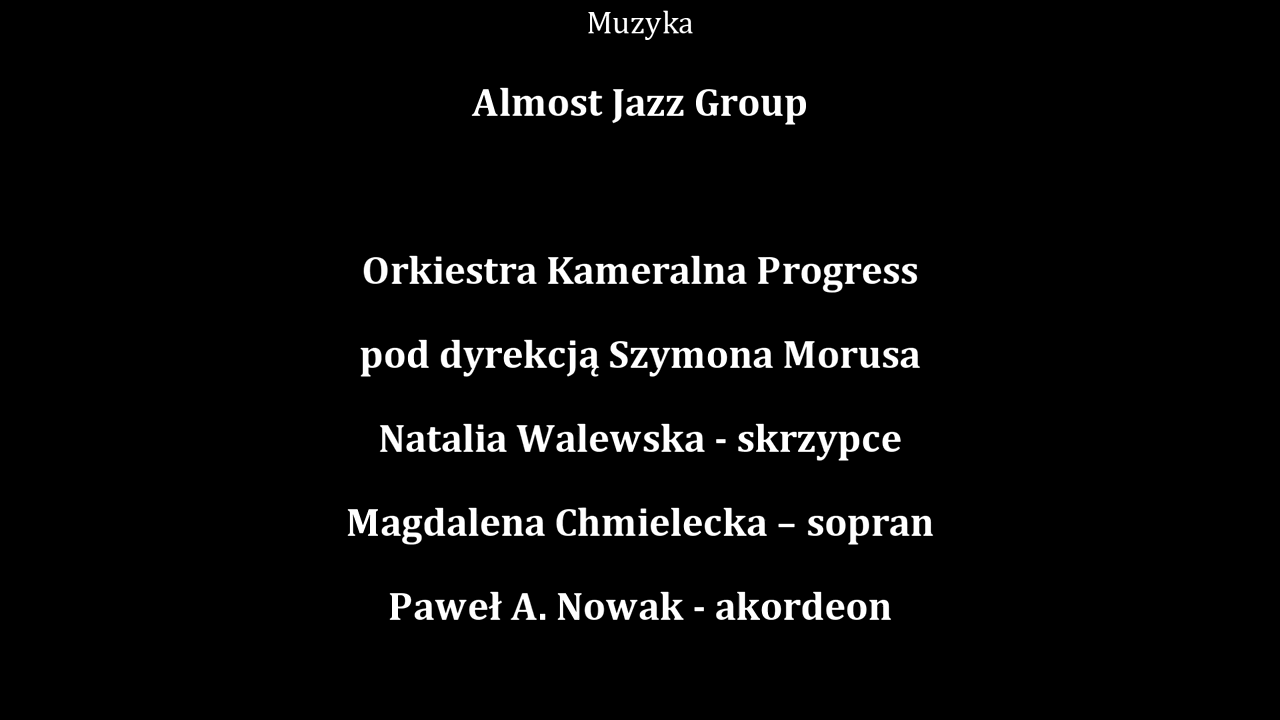 Muzyka
Almost Jazz Group
Orkiestra Kameralna Progress
pod dyrekcją Szymona Morusa
Natalia Walewska - skrzypce
Magdalena Chmielecka – sopran
Paweł A. Nowak - akordeon